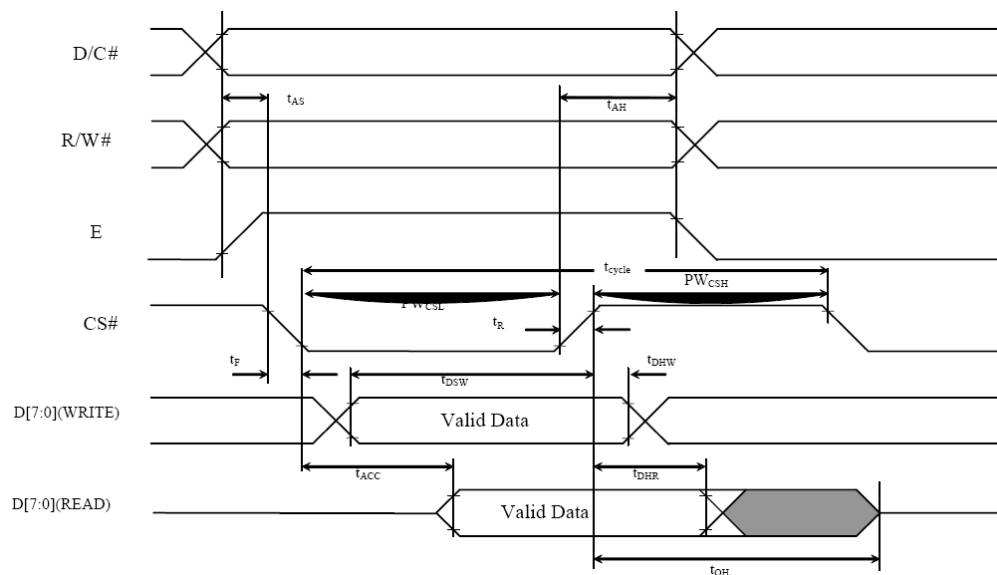 D/C#
tAS
tAH
R/W#
E
tcycle
PWCSL
PWCSH
CS#
tR
tF
tDSW
tDHW
D[7:0](WRITE)
Valid Data
tACC
tDHR
D[7:0](READ)
Valid Data
tOH